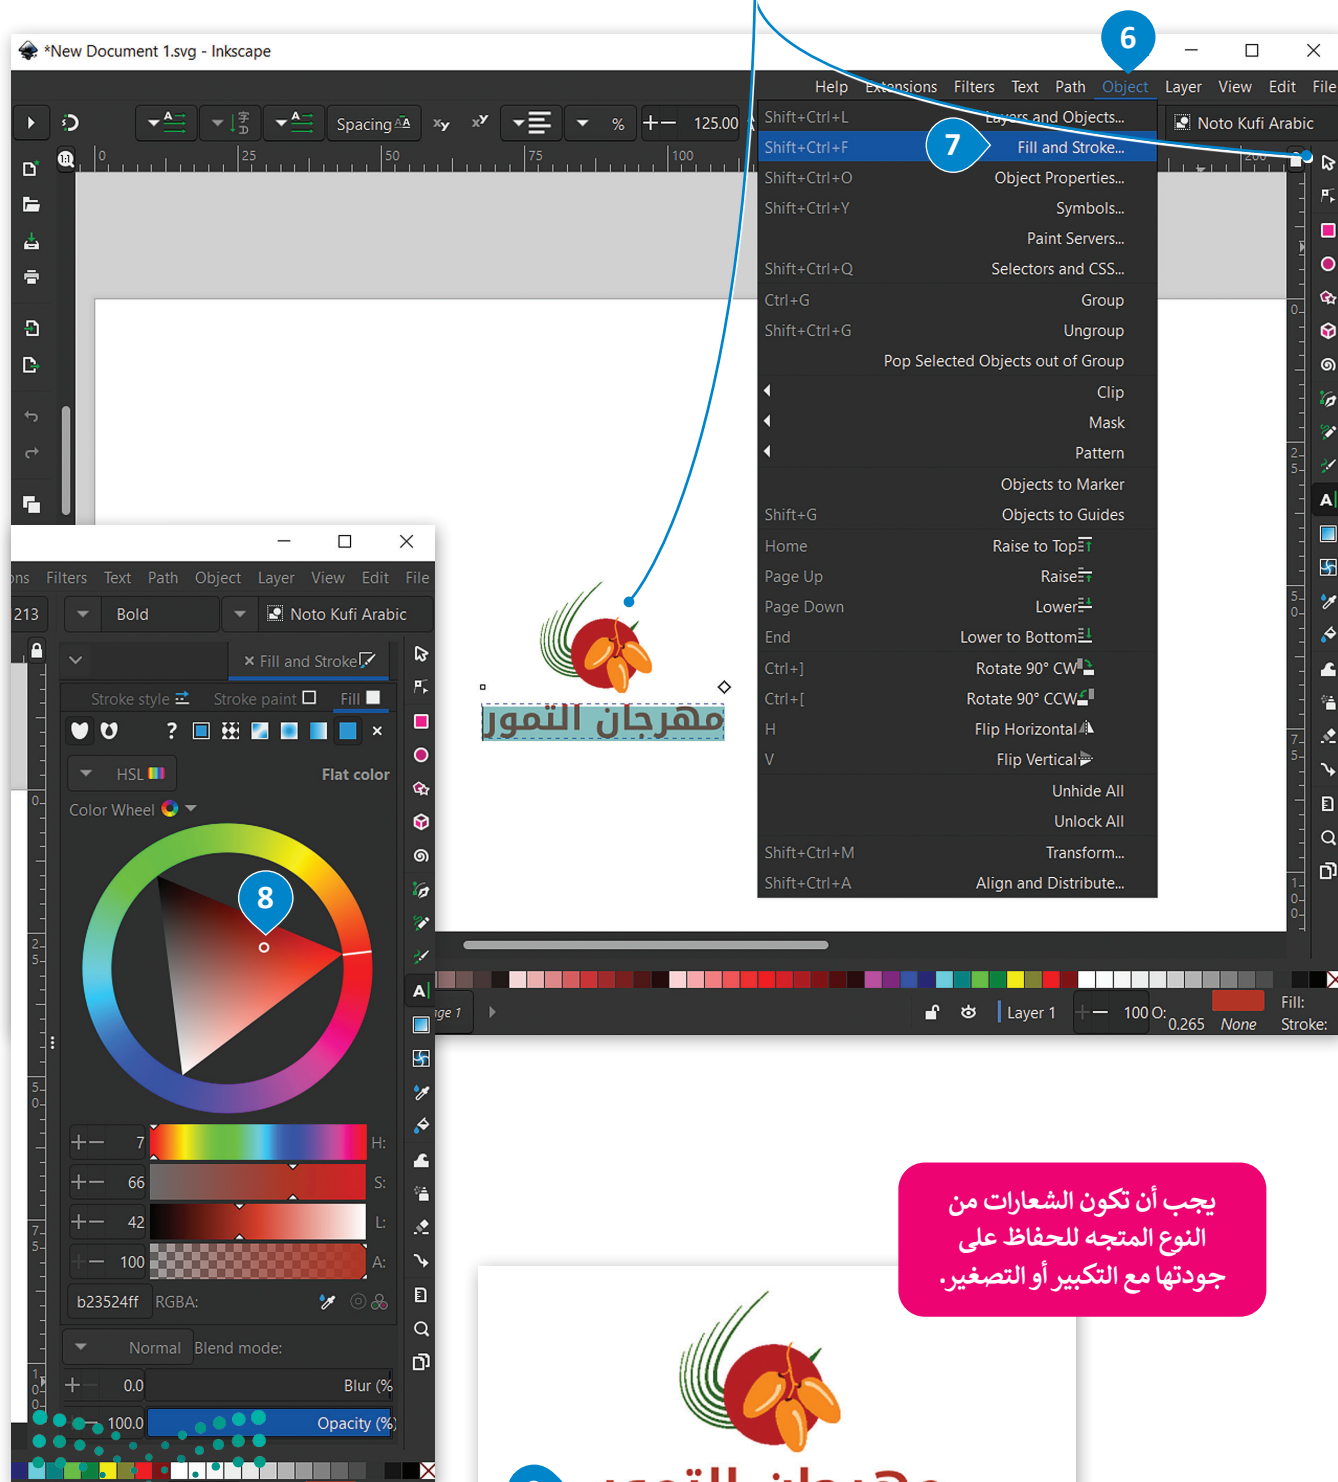 6
*New Document 1.svg - Inkscape
Help Extensions Filters Text Path Object Layer View Edit File
Spacing
%
125.00
Noto Kufi Arabic
0 25 50 75 100 200
Shift+Ctrl+L Layers and Objects...
Shift+Ctrl+F 7 Fill and Stroke...
Shift+Ctrl+O Object Properties...
Shift+Ctrl+Y Symbols...
Paint Servers...
Shift+Ctrl+Q Selectors and CSS...
Ctrl+G Group
Shift+Ctrl+G Ungroup
Pop Selected Objects out of Group
Clip
Mask
Pattern
Objects to Marker
Shift+G Objects to Guides
Home Raise to Top
Page Up Raise
Page Down Lower
End Lower to Bottom
Ctrl+] Rotate 90° CW
Ctrl+[ Rotate 90° CCW
H Flip Horizontal
V Flip Vertical
Unhide All
Unlock All
Shift+Ctrl+M Transform...
Shift+Ctrl+A Align and Distribute...
مهرجان التمور
Layer 1
100 O:
0.265 None
Fill:
Stroke:
Filters Text Path Object Layer View Edit File
Bold
Noto Kufi Arabic
Fill and Stroke
Stroke style Stroke paint Fill
?
HSL
Flat color
Color Wheel
8
7 H:
66 S:
42 L:
100 A:
b23524ff RGBA:
Normal Blend mode:
0.0 Blur (%
100.0 Opacity (%)
يجب أن تكون الشعارات من
النوع المتجه للحفاظ على
جودتها مع التكبير أو التصغير.
مهرجان التمور